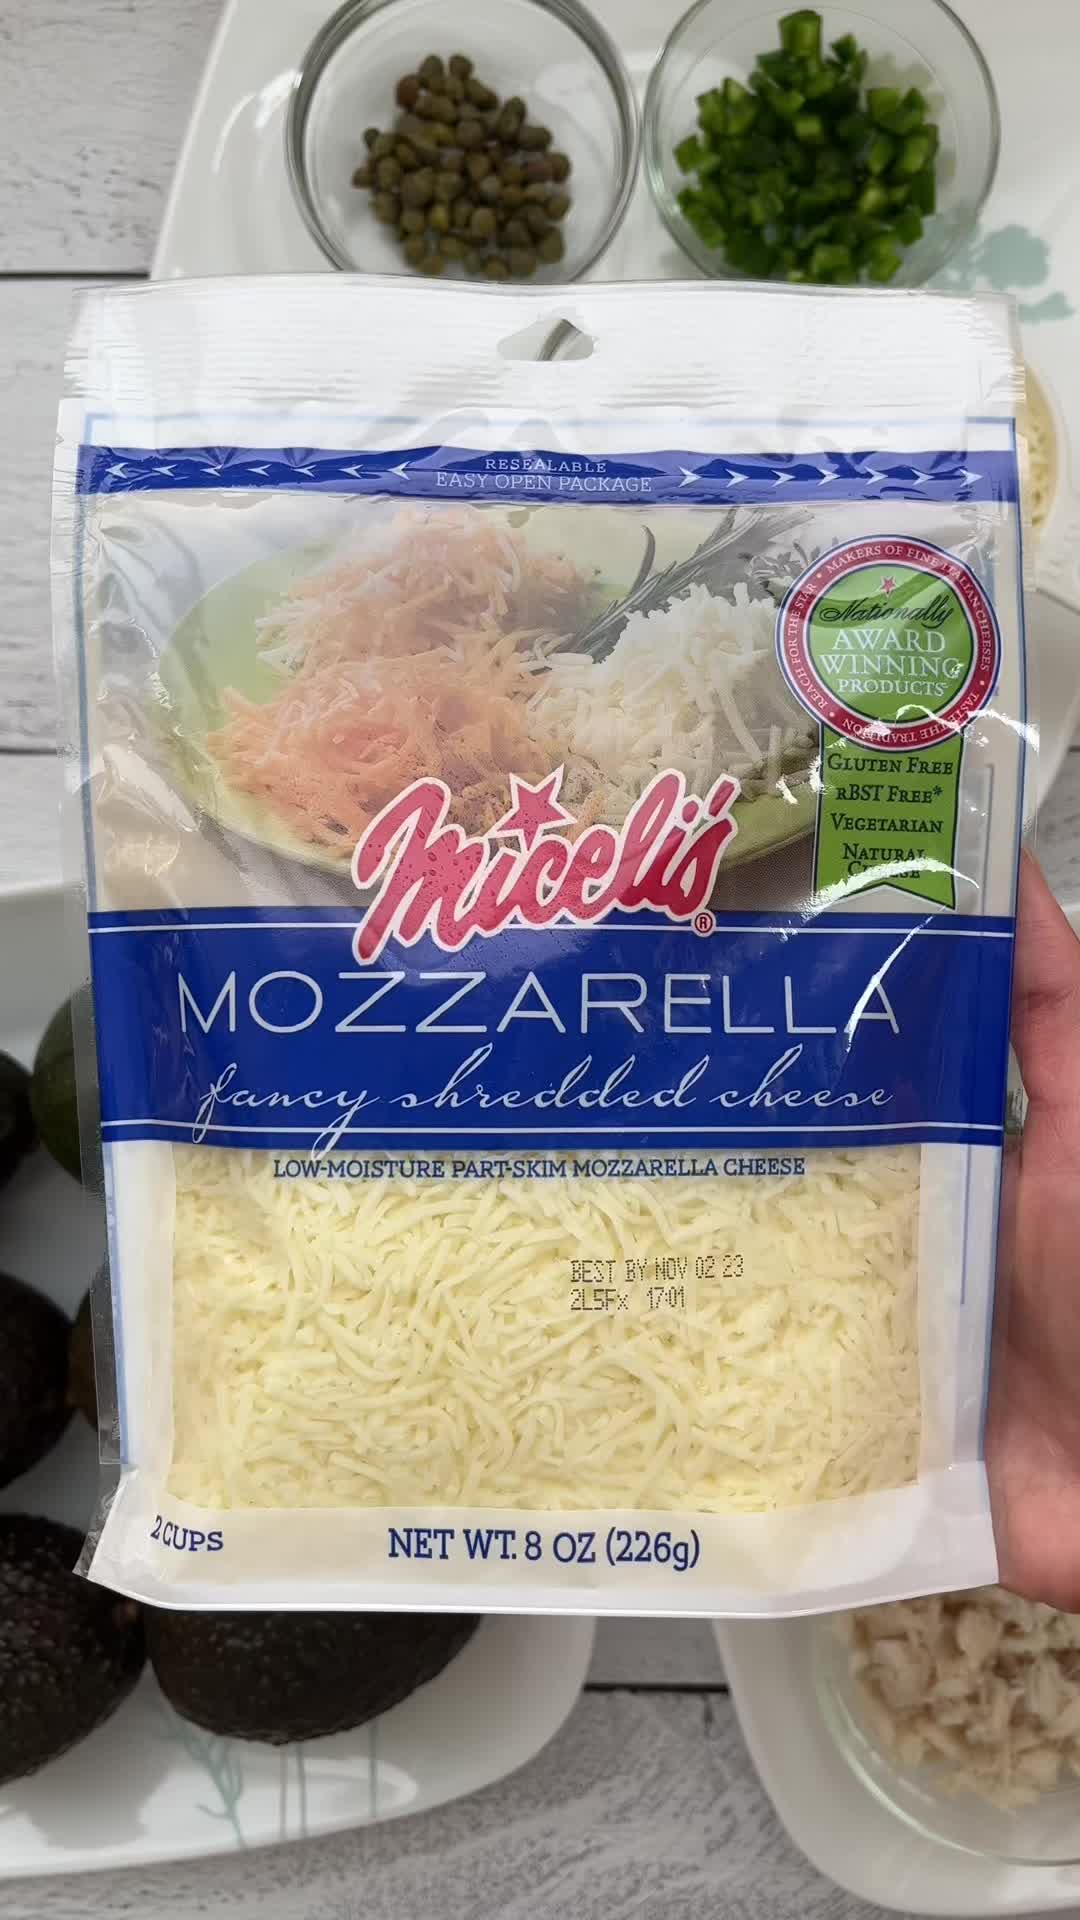 RESEALABLE
EASY OPEN PACKAGE
MAKERS OF FINE ITALIAN CHEESES • TASTE THE TRADITION • REACH FOR THE STAR •
Nationally
AWARD
WINNING
PRODUCTS
GLUTEN FREE
RBST FREE*
VEGETARIAN
NATURAL
CHEESE
Miceli's®
MOZZARELLA
fancy shredded cheese
LOW-MOISTURE PART-SKIM MOZZARELLA CHEESE
BEST BY NOV 02 23
2L5Fx 17:01
2 CUPS
NET WT. 8 OZ (226g)